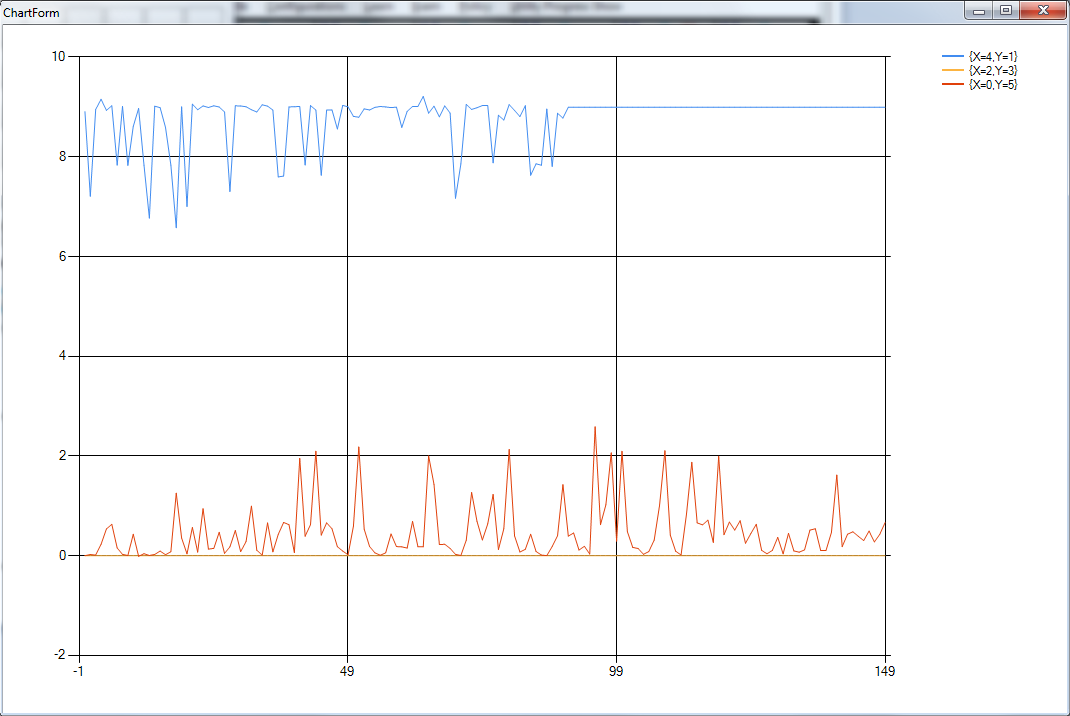 ChartForm
10
{X=4,Y=1}
{X=2,Y=3}
{X=0,Y=5}
8
6
4
2
0
-2
-1 49 99 149